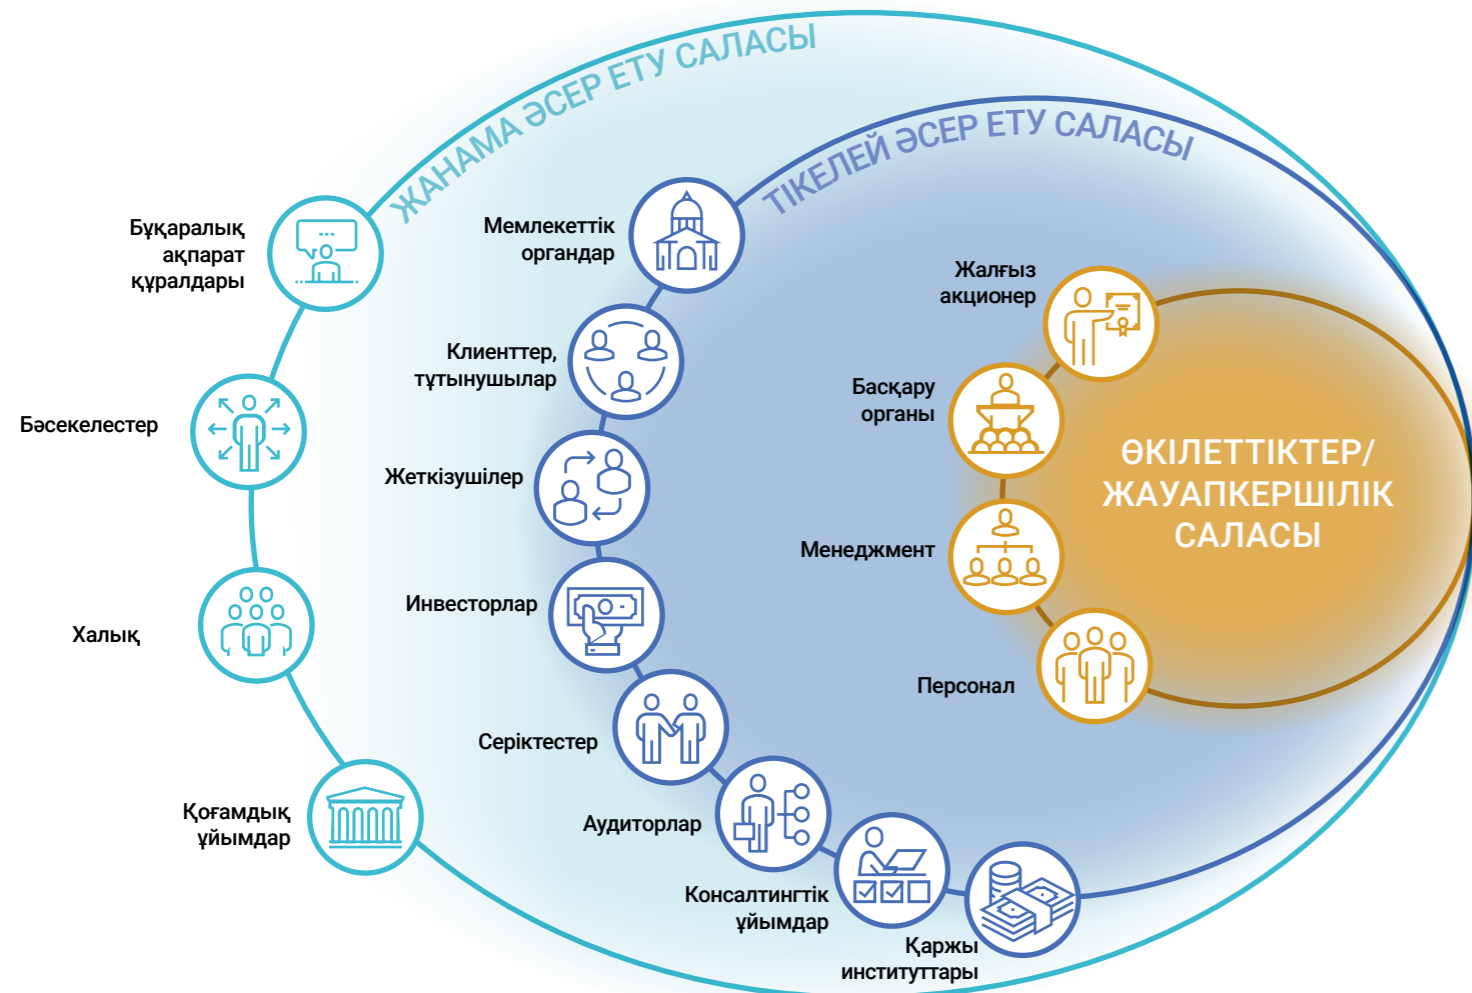 ЖАНАМА ӘСЕР ЕТУ САЛАСЫ
ТІКЕЛЕЙ ӘСЕР ЕТУ САЛАСЫ
Бұқаралық
ақпарат
құралдары
Бәсекелестер
Халық
Қоғамдық
ұйымдар
Мемлекеттік
органдар
Клиенттер,
тұтынушылар
Жеткізушілер
Инвесторлар
Серіктестер
Аудиторлар
Консалтингтік
ұйымдар
Қаржы
институттары
Жалғыз
акционер
Басқару
органы
Менеджмент
Персонал
ӨКІЛЕТТІКТЕР/
ЖАУАПКЕРШІЛІК
САЛАСЫ